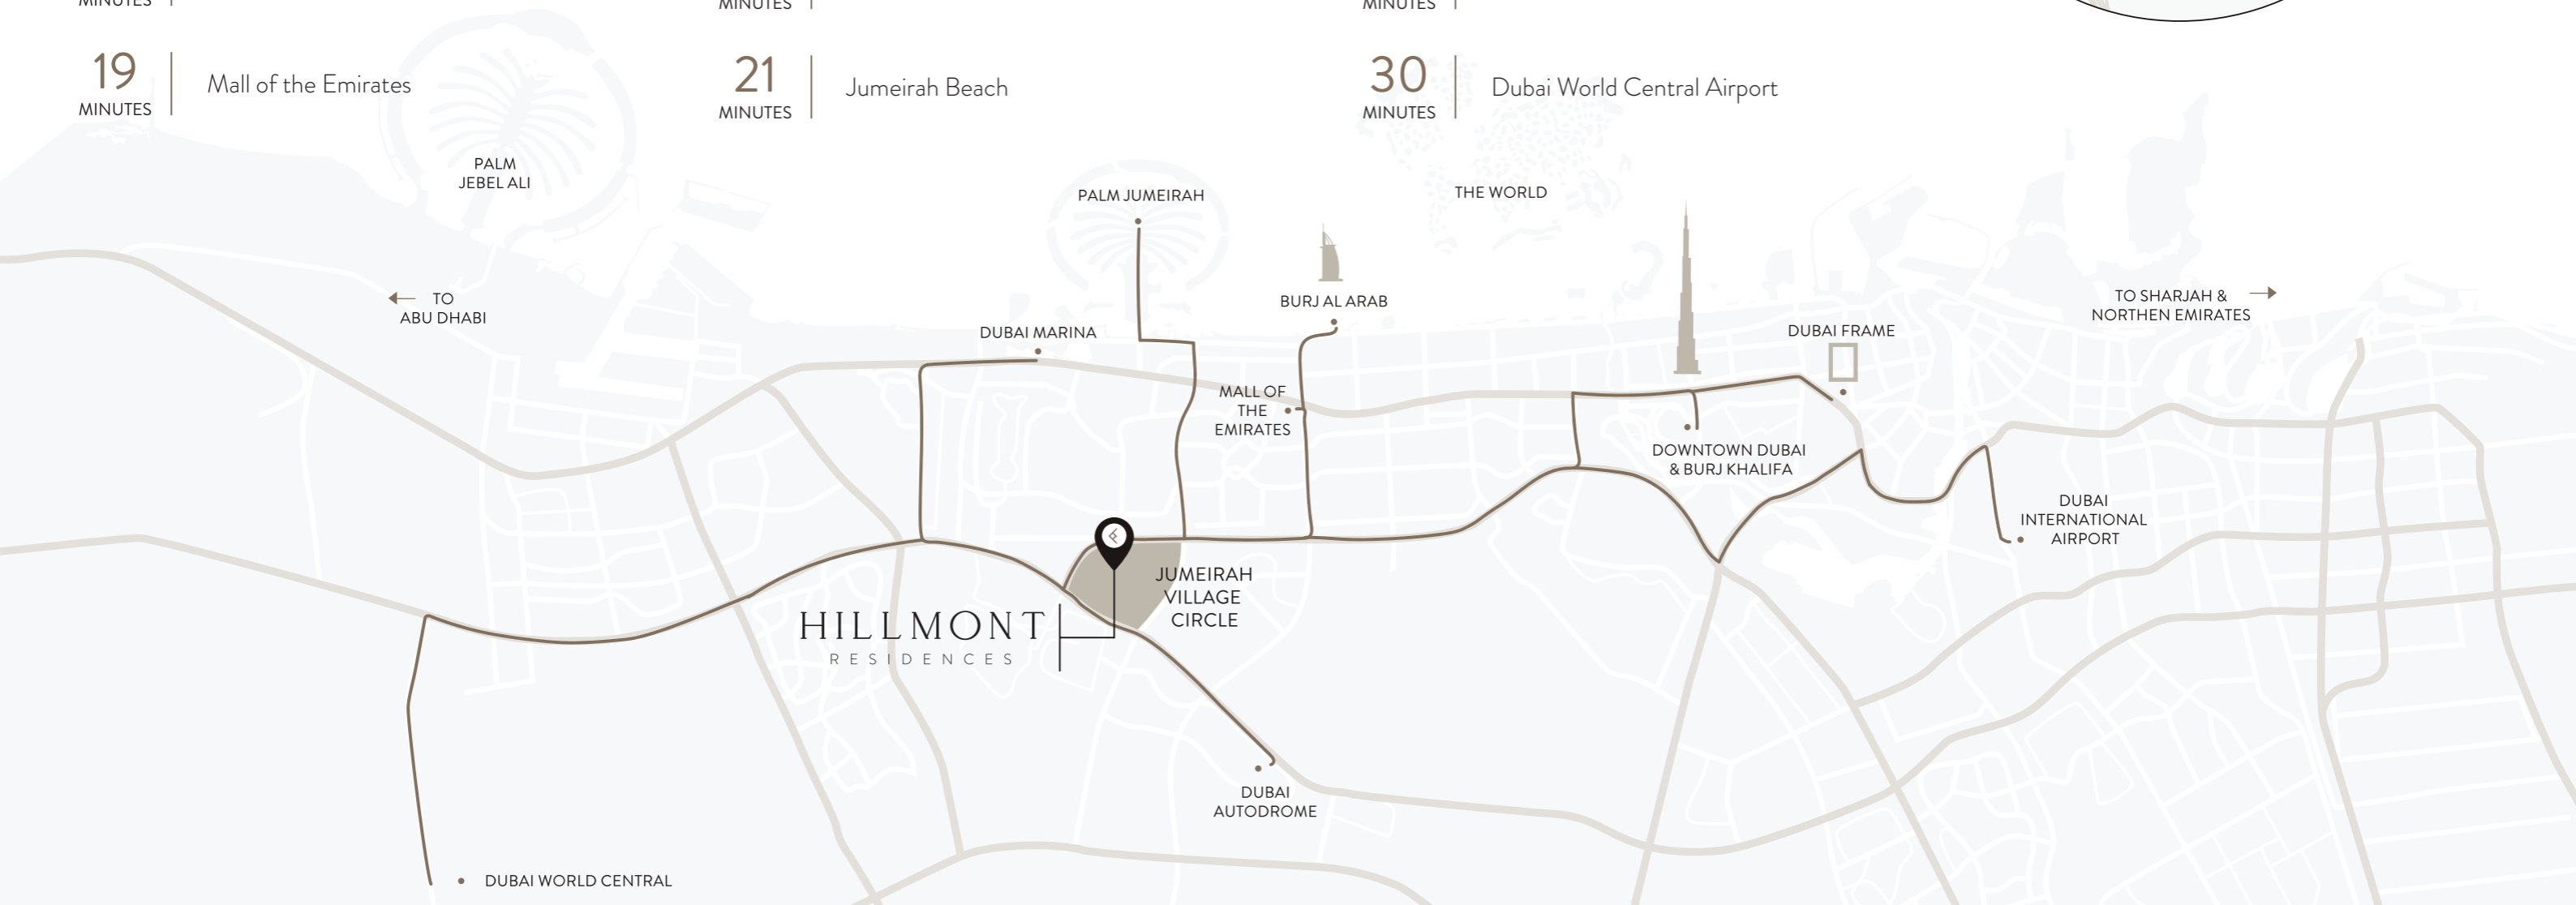 MINUTES
MINUTES
MINUTES
19
MINUTES
Mall of the Emirates
21
MINUTES
Jumeirah Beach
30
MINUTES
Dubai World Central Airport
PALM
JEBEL ALI
PALM JUMEIRAH
THE WORLD
TO
ABU DHABI
DUBAI MARINA
BURJ AL ARAB
MALL OF
THE
EMIRATES
DUBAI FRAME
TO SHARJAH &
NORTHEN EMIRATES
DOWNTOWN DUBAI
& BURJ KHALIFA
DUBAI
INTERNATIONAL
AIRPORT
JUMEIRAH
VILLAGE
CIRCLE
HILLMONT
RESIDENCES
DUBAI
AUTODROME
DUBAI WORLD CENTRAL